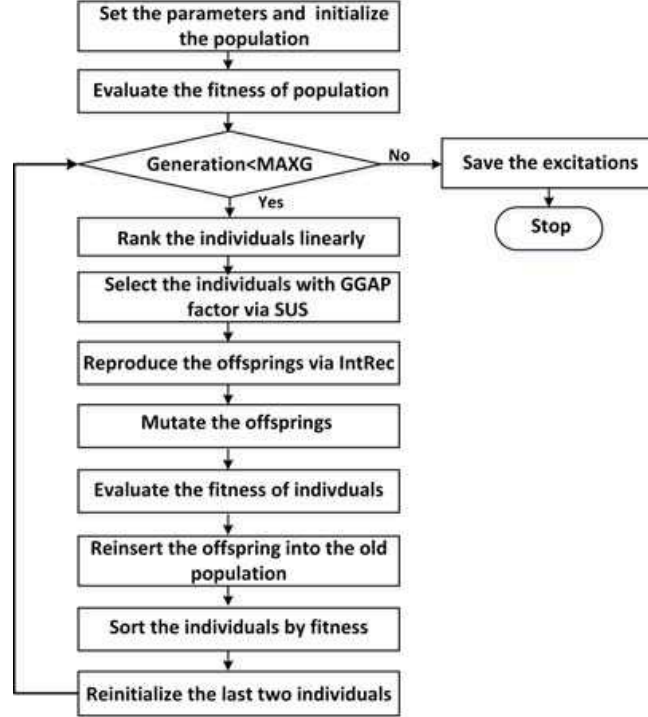 Set the parameters and initialize
the population
Evaluate the fitness of population
Generation<MAXG
No
Save the excitations
Yes
Stop
Rank the individuals linearly
Select the individuals with GGAP
factor via SUS
Reproduce the offsprings via IntRec
Mutate the offsprings
Evaluate the fitness of indivduals
Reinsert the offspring into the old
population
Sort the individuals by fitness
Reinitialize the last two individuals